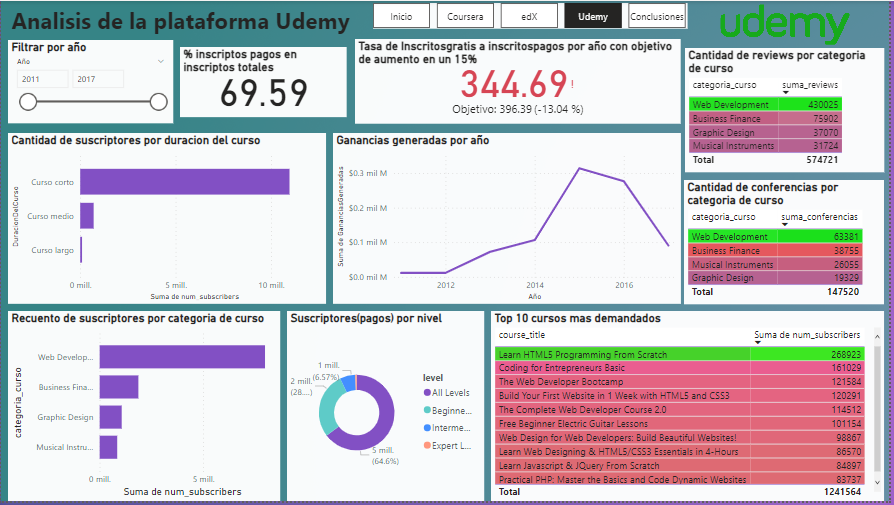 Analisis de la plataforma Udemy
Inicio
Coursera
edX
Udemy
Conclusiones
udemy
Filtrar por año
Año
2011
2017
% inscriptos pagos en
inscriptos totales
69.59
Tasa de Inscritosgratis a inscritospagos por año con objetivo
de aumento en un 15%
344.69!
Objetivo: 396.39 (-13.04 %)
Cantidad de reviews por categoria
de curso
categoria_curso suma_reviews
Web Development 430025
Business Finance 75902
Graphic Design 37070
Musical Instruments 31724
Total 574721
Cantidad de suscriptores por duracion del curso
DuracionDelCurso
Curso corto
Curso medio
Curso largo
0 mill. 5 mill. 10 mill.
Suma de num_subscribers
Ganancias generadas por año
Suma de GananciasGeneradas
$0.3 mil M
$0.2 mil M
$0.1 mil M
$0.0 mil M
2012 2014 2016
Año
Cantidad de conferencias por
categoria de curso
categoria_curso suma_conferencias
Web Development 63381
Business Finance 38755
Musical Instruments 26055
Graphic Design 19329
Total 147520
Recuento de suscriptores por categoria de curso
categoria_curso
Web Develop...
Business Fina...
Graphic Design
Musical Instru...
0 mill. 5 mill.
Suma de num_subscribers
Suscriptores(pagos) por nivel
1 mill.
(6.57%)
2 mill.
(28....)
5 mill.
(64.6%)
level
All Levels
Beginne...
Interme...
Expert L...
Top 10 cursos mas demandados
course_title Suma de num_subscribers
Learn HTML5 Programming From Scratch 268923
Coding for Entrepreneurs Basic 161029
The Web Developer Bootcamp 121584
Build Your First Website in 1 Week with HTML5 and CSS3 120291
The Complete Web Developer Course 2.0 114512
Free Beginner Electric Guitar Lessons 101154
Web Design for Web Developers: Build Beautiful Websites! 98867
Learn Web Designing & HTML5/CSS3 Essentials in 4-Hours 86570
Learn Javascript & JQuery From Scratch 84897
Practical PHP: Master the Basics and Code Dynamic Websites 83737
Total 1241564